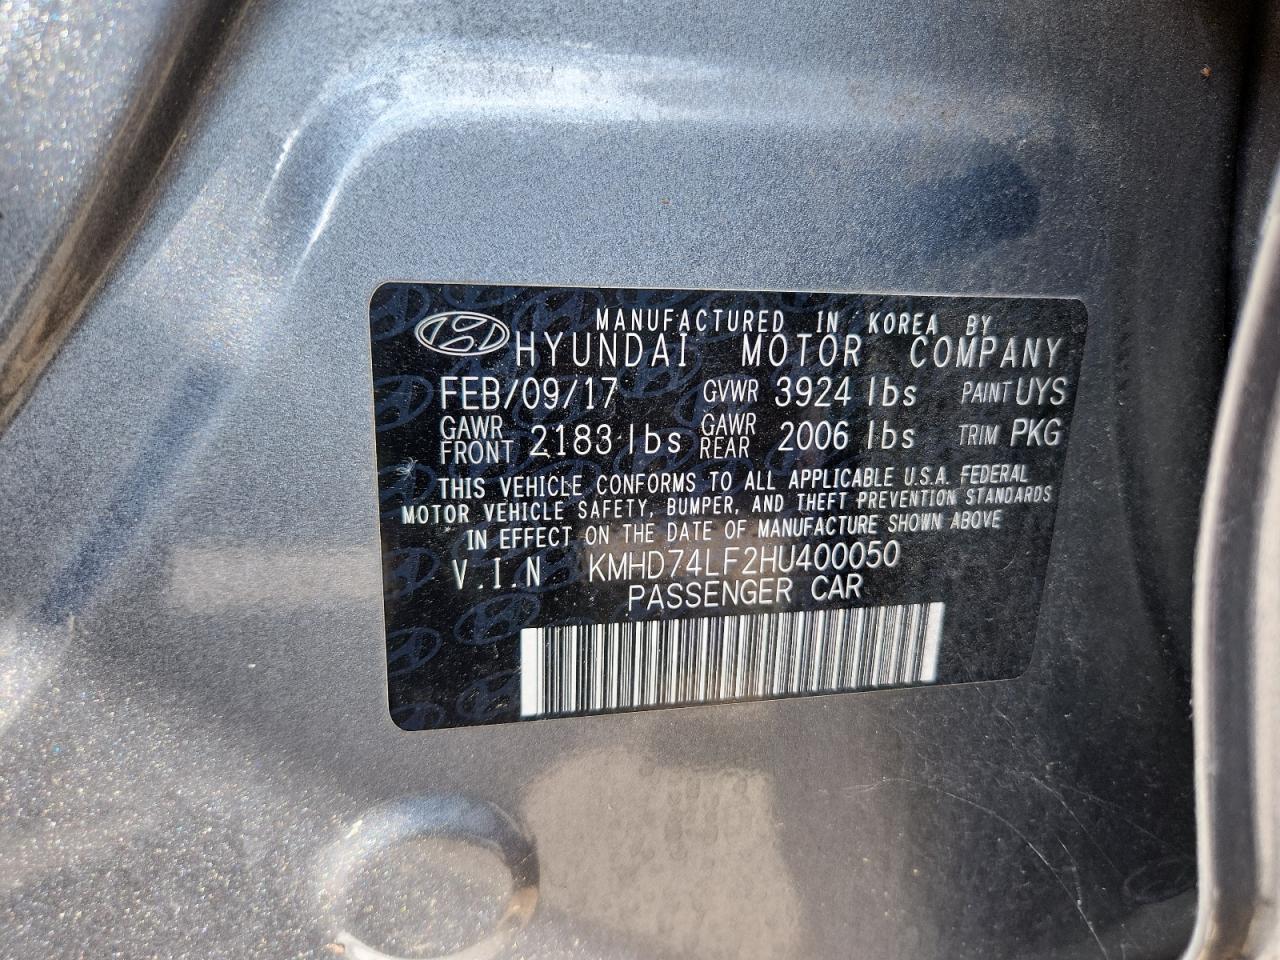 MANUFACTURED IN KOREA BY
HYUNDAI MOTOR COMPANY
FEB/09/17 GVWR 3924 lbs PAINT UYS
GAWR FRONT 2183 lbs GAWR REAR 2006 lbs TRIM PKG
THIS VEHICLE CONFORMS TO ALL APPLICABLE U.S.A. FEDERAL
MOTOR VEHICLE SAFETY, BUMPER, AND THEFT PREVENTION STANDARDS
IN EFFECT ON THE DATE OF MANUFACTURE SHOWN ABOVE
V.I.N KMHD74LF2HU400050
PASSENGER CAR